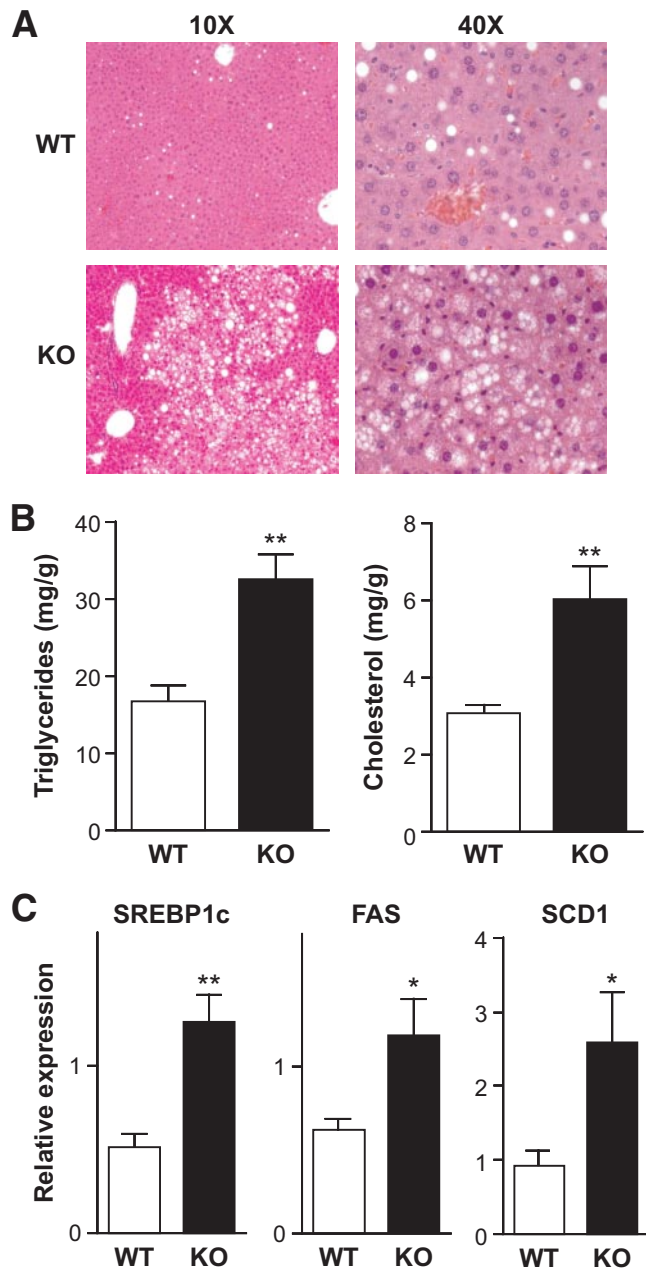 A
10X
40X
WT
KO
B
Triglycerides (mg/g)
40
30
20
10
0
**
WT
KO
Cholesterol (mg/g)
8
6
4
2
0
**
WT
KO
C
Relative expression
SREBP1c
1
0
**
WT
KO
FAS
1
0
*
WT
KO
SCD1
4
3
2
1
0
*
WT
KO